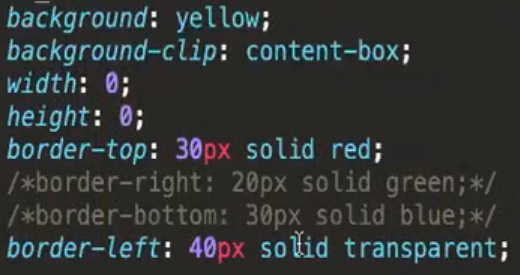 background: yellow;
background-clip: content-box;
width: 0;
height: 0;
border-top: 30px solid red;
/*border-right: 20px solid green;*/
/*border-bottom: 30px solid blue;*/
border-left: 40px solid transparent;